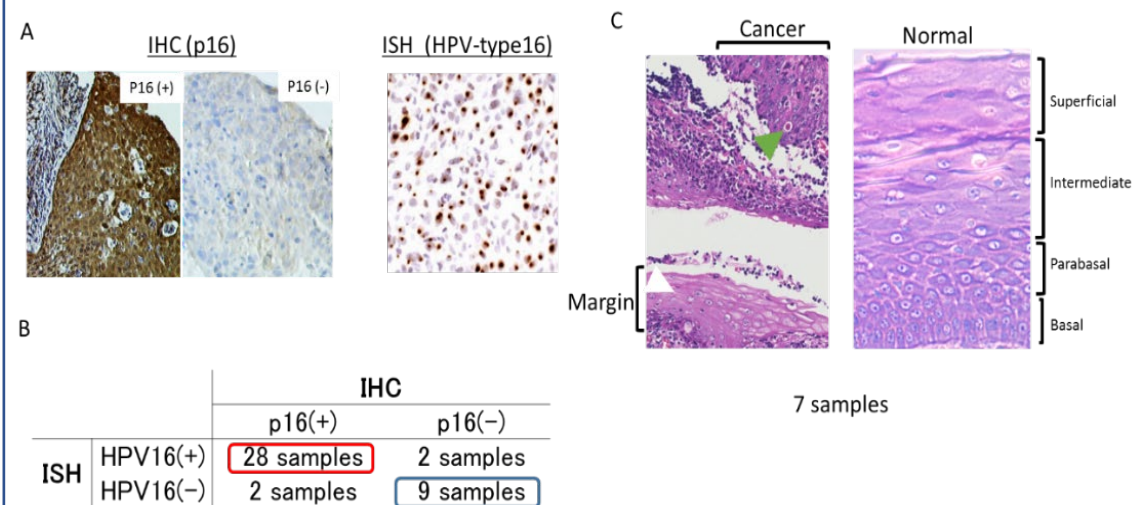 A
IHC (p16)
P16 (+)
P16 (-)
ISH (HPV-type16)
B
IHC
p16(+) p16(−)
ISH
HPV16(+) 28 samples 2 samples
HPV16(−) 2 samples 9 samples
C
Cancer
Normal
Margin
Superficial
Intermediate
Parabasal
Basal
7 samples